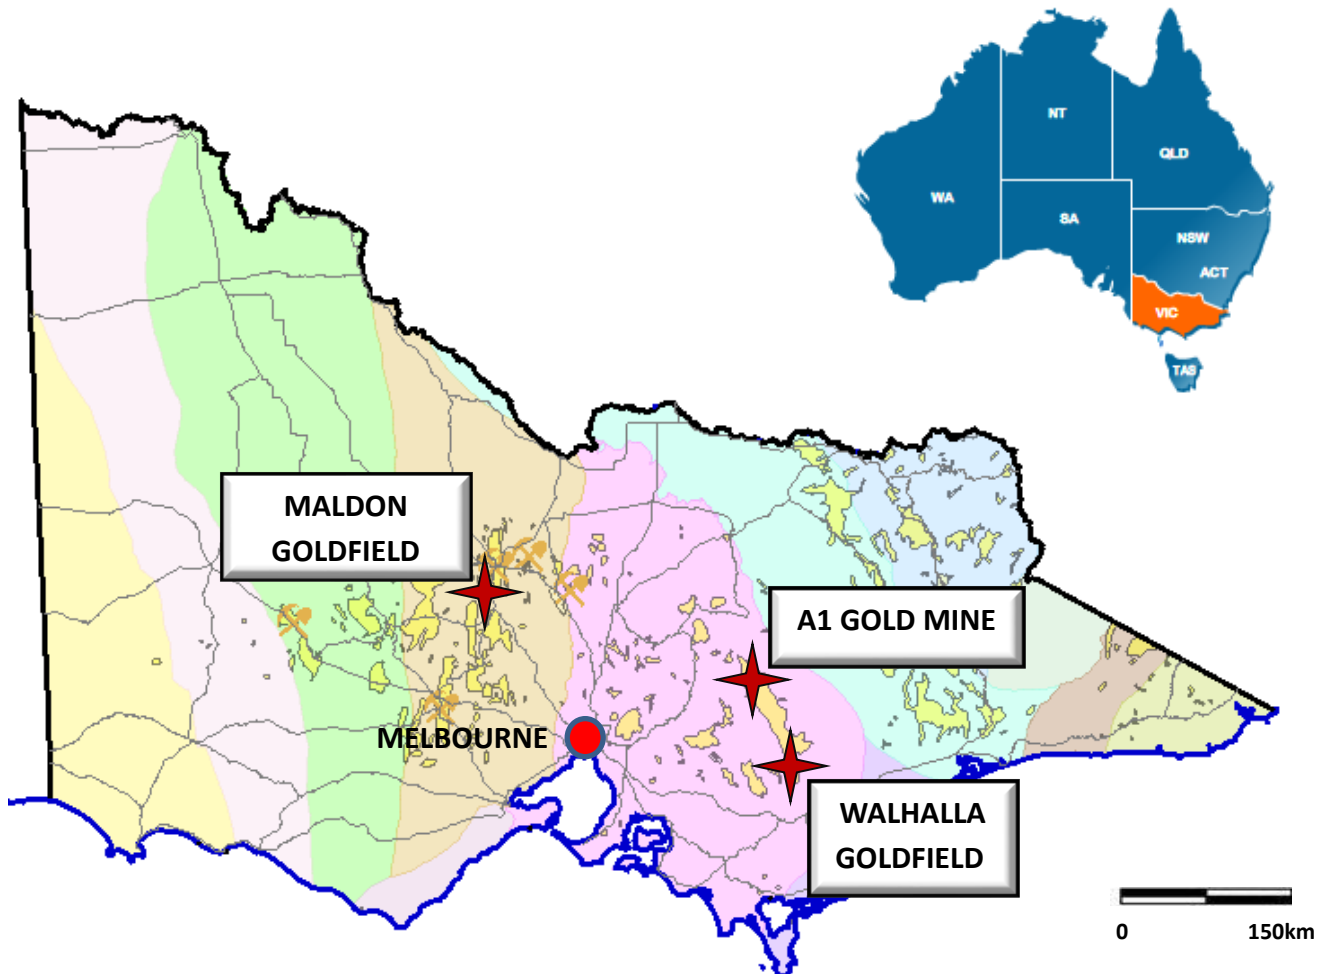 NT
QLD
WA
SA
NSW
ACT
VIC
TAS
MALDON
GOLDFIELD
A1 GOLD MINE
MELBOURNE
WALHALLA
GOLDFIELD
0 150km